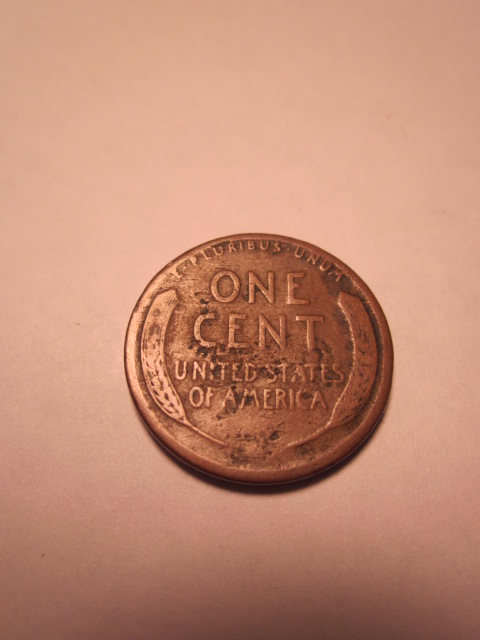 E·PLURIBUS·UNUM
ONE
CENT
UNITED STATES
OF AMERICA